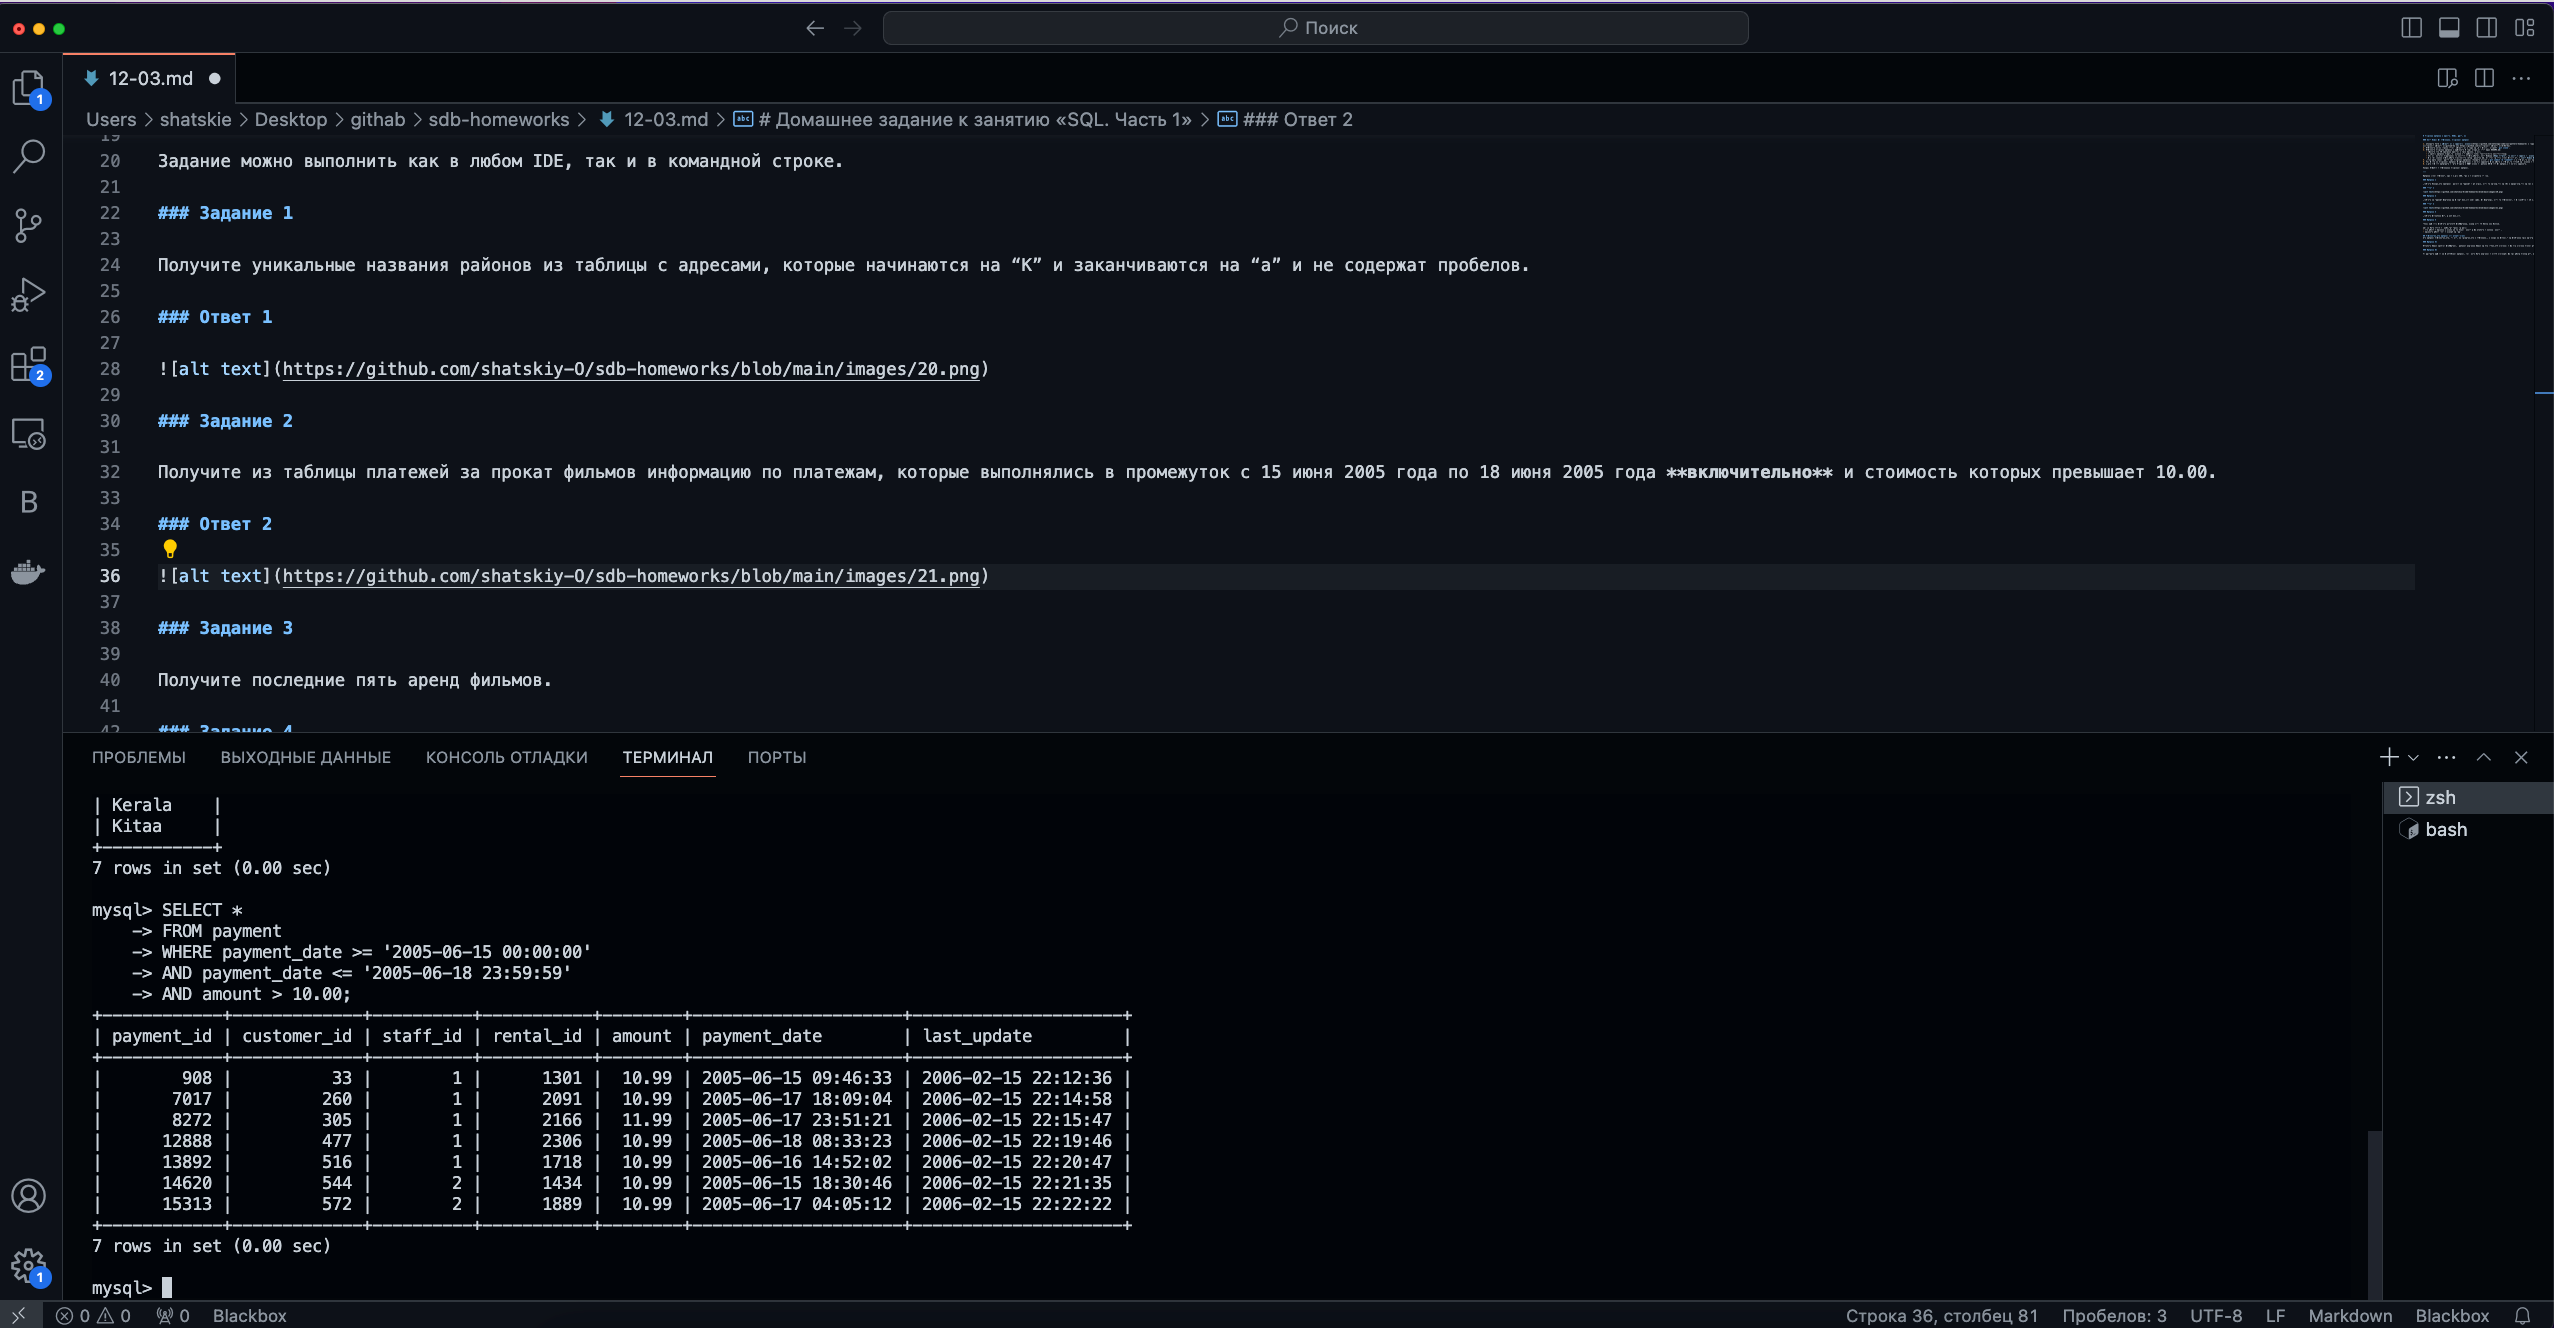 Поиск
12-03.md
Users > shatskie > Desktop > githab > sdb-homeworks > 12-03.md > # Домашнее задание к занятию «SQL. Часть 1» > ### Ответ 2
19
20 Задание можно выполнить как в любом IDE, так и в командной строке.
21
22 ### Задание 1
23
24 Получите уникальные названия районов из таблицы с адресами, которые начинаются на “K” и заканчиваются на “a” и не содержат пробелов.
25
26 ### Ответ 1
27
28 ![alt text](https://github.com/shatskiy-O/sdb-homeworks/blob/main/images/20.png)
29
30 ### Задание 2
31
32 Получите из таблицы платежей за прокат фильмов информацию по платежам, которые выполнялись в промежуток с 15 июня 2005 года по 18 июня 2005 года **включительно** и стоимость которых превышает 10.00.
33
34 ### Ответ 2
35
36 ![alt text](https://github.com/shatskiy-O/sdb-homeworks/blob/main/images/21.png)
37
38 ### Задание 3
39
40 Получите последние пять аренд фильмов.
41
42 ### Задание 4
ПРОБЛЕМЫ ВЫХОДНЫЕ ДАННЫЕ КОНСОЛЬ ОТЛАДКИ ТЕРМИНАЛ ПОРТЫ
zsh
bash
| Kerala    |
| Kitaa     |
+-----------+
7 rows in set (0.00 sec)
mysql> SELECT *
    -> FROM payment
    -> WHERE payment_date >= '2005-06-15 00:00:00'
    -> AND payment_date <= '2005-06-18 23:59:59'
    -> AND amount > 10.00;
+------------+-------------+----------+-----------+--------+---------------------+---------------------+
| payment_id | customer_id | staff_id | rental_id | amount | payment_date        | last_update         |
+------------+-------------+----------+-----------+--------+---------------------+---------------------+
|        908 |          33 |        1 |      1301 |  10.99 | 2005-06-15 09:46:33 | 2006-02-15 22:12:36 |
|       7017 |         260 |        1 |      2091 |  10.99 | 2005-06-17 18:09:04 | 2006-02-15 22:14:58 |
|       8272 |         305 |        1 |      2166 |  11.99 | 2005-06-17 23:51:21 | 2006-02-15 22:15:47 |
|      12888 |         477 |        1 |      2306 |  10.99 | 2005-06-18 08:33:23 | 2006-02-15 22:19:46 |
|      13892 |         516 |        1 |      1718 |  10.99 | 2005-06-16 14:52:02 | 2006-02-15 22:20:47 |
|      14620 |         544 |        2 |      1434 |  10.99 | 2005-06-15 18:30:46 | 2006-02-15 22:21:35 |
|      15313 |         572 |        2 |      1889 |  10.99 | 2005-06-17 04:05:12 | 2006-02-15 22:22:22 |
+------------+-------------+----------+-----------+--------+---------------------+---------------------+
7 rows in set (0.00 sec)
mysql>
0 0 0 Blackbox Строка 36, столбец 81 Пробелов: 3 UTF-8 LF Markdown Blackbox